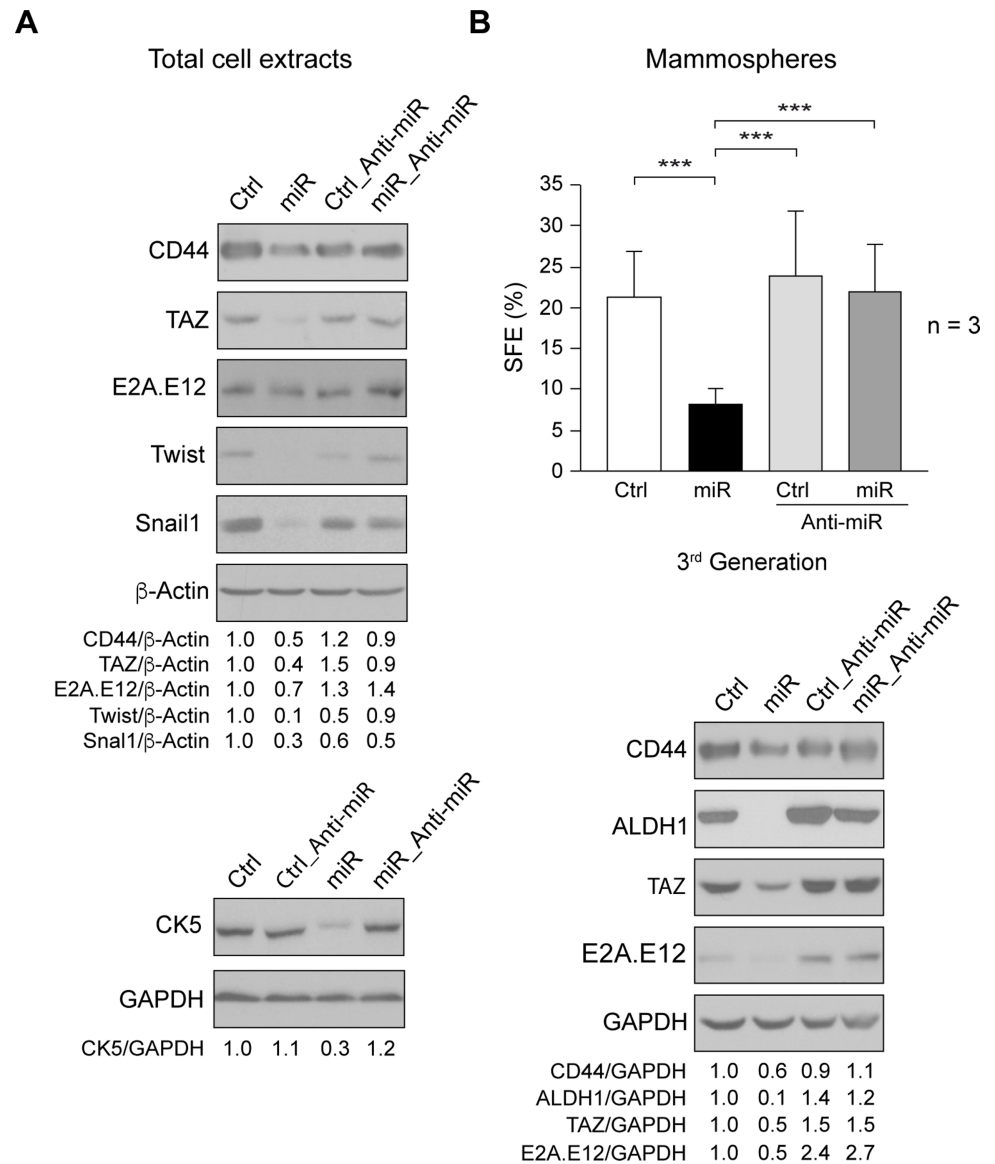 A
Total cell extracts
Ctrl
miR
Ctrl_Anti-miR
miR_Anti-miR
CD44
TAZ
E2A.E12
Twist
Snail1
β-Actin
CD44/β-Actin 1.0 0.5 1.2 0.9
TAZ/β-Actin 1.0 0.4 1.5 0.9
E2A.E12/β-Actin 1.0 0.7 1.3 1.4
Twist/β-Actin 1.0 0.1 0.5 0.9
Snal1/β-Actin 1.0 0.3 0.6 0.5
Ctrl
Ctrl_Anti-miR
miR
miR_Anti-miR
CK5
GAPDH
CK5/GAPDH 1.0 1.1 0.3 1.2
B
Mammospheres
***
***
***
35
30
25
20
15
10
5
0
SFE (%)
n = 3
Ctrl miR Ctrl miR
Anti-miR
3rd Generation
Ctrl
miR
Ctrl_Anti-miR
miR_Anti-miR
CD44
ALDH1
TAZ
E2A.E12
GAPDH
CD44/GAPDH 1.0 0.6 0.9 1.1
ALDH1/GAPDH 1.0 0.1 1.4 1.2
TAZ/GAPDH 1.0 0.5 1.5 1.5
E2A.E12/GAPDH 1.0 0.5 2.4 2.7